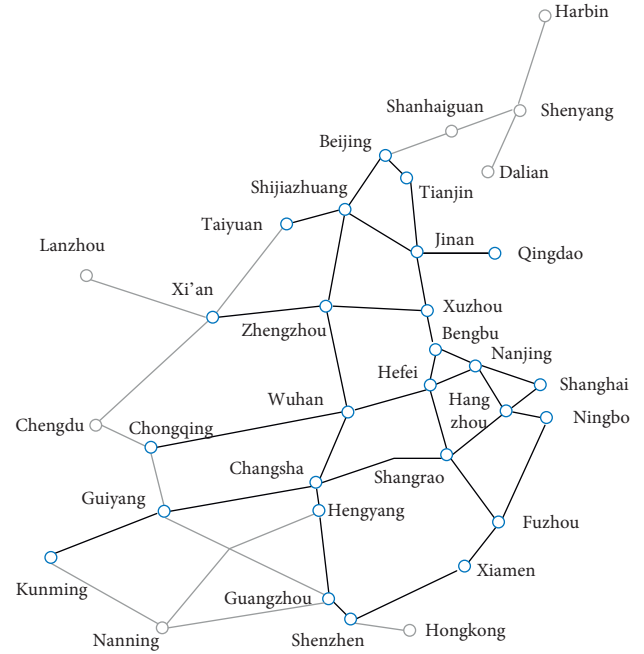 Harbin
Shanhaiguan
Shenyang
Beijing
Dalian
Shijiazhuang
Tianjin
Taiyuan
Lanzhou
Jinan
Qingdao
Xi'an
Zhengzhou
Xuzhou
Bengbu
Nanjing
Hefei
Shanghai
Wuhan
Hang
zhou
Ningbo
Chengdu
Chongqing
Changsha
Shangrao
Guiyang
Hengyang
Fuzhou
Kunming
Xiamen
Guangzhou
Nanning
Shenzhen
Hongkong